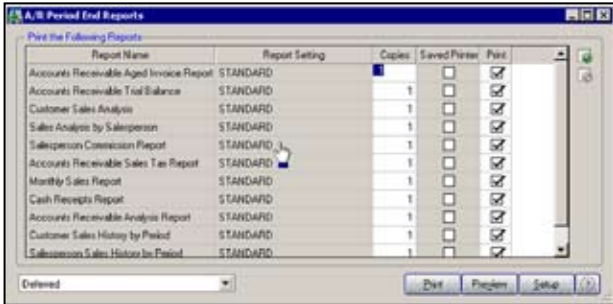 A/R Period End Reports
Print the Following Reports
Report Name Report Setting Copies Saved Printer Print
Accounts Receivable Aged Invoice Report STANDARD 1
Accounts Receivable Trial Balance STANDARD 1
Customer Sales Analysis STANDARD 1
Sales Analysis by Salesperson STANDARD 1
Salesperson Commission Report STANDARD 1
Accounts Receivable Sales Tax Report STANDARD 1
Monthly Sales Report STANDARD 1
Cash Receipts Report STANDARD 1
Accounts Receivable Analysis Report STANDARD 1
Customer Sales History by Period STANDARD 1
Salesperson Sales History by Period STANDARD 1
Deferred Print Preview Setup